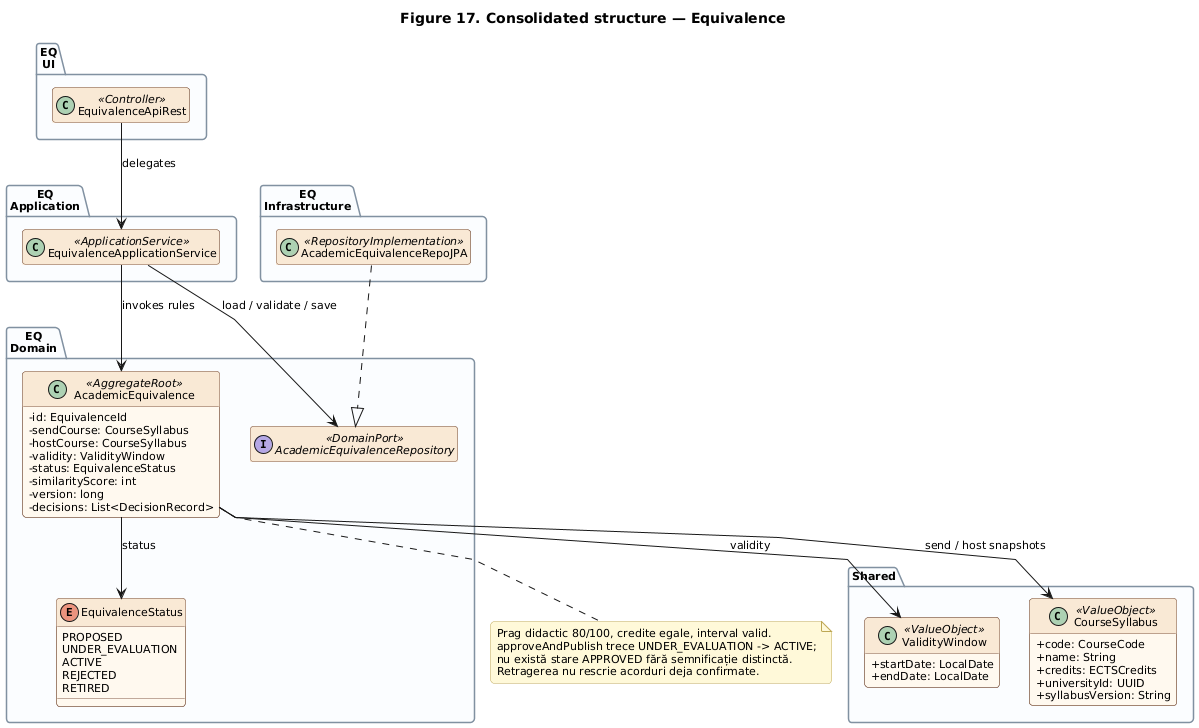 Figure 17. Consolidated structure — Equivalence
EQ
UI
C
«Controller»
EquivalenceApiRest
delegates
EQ
Application
C
«ApplicationService»
EquivalenceApplicationService
EQ
Infrastructure
C
«RepositoryImplementation»
AcademicEquivalenceRepoJPA
invokes rules
load / validate / save
EQ
Domain
C
«AggregateRoot»
AcademicEquivalence
-id: EquivalenceId
-sendCourse: CourseSyllabus
-hostCourse: CourseSyllabus
-validity: ValidityWindow
-status: EquivalenceStatus
-similarityScore: int
-version: long
-decisions: List<DecisionRecord>
I
«DomainPort»
AcademicEquivalenceRepository
status
validity
send / host snapshots
E
EquivalenceStatus
PROPOSED
UNDER_EVALUATION
ACTIVE
REJECTED
RETIRED
Prag didactic 80/100, credite egale, interval valid.
approveAndPublish trece UNDER_EVALUATION -> ACTIVE;
nu există stare APPROVED fără semnificație distinctă.
Retragerea nu rescrie acorduri deja confirmate.
Shared
C
«ValueObject»
ValidityWindow
+startDate: LocalDate
+endDate: LocalDate
C
«ValueObject»
CourseSyllabus
+code: CourseCode
+name: String
+credits: ECTSCredits
+universityId: UUID
+syllabusVersion: String